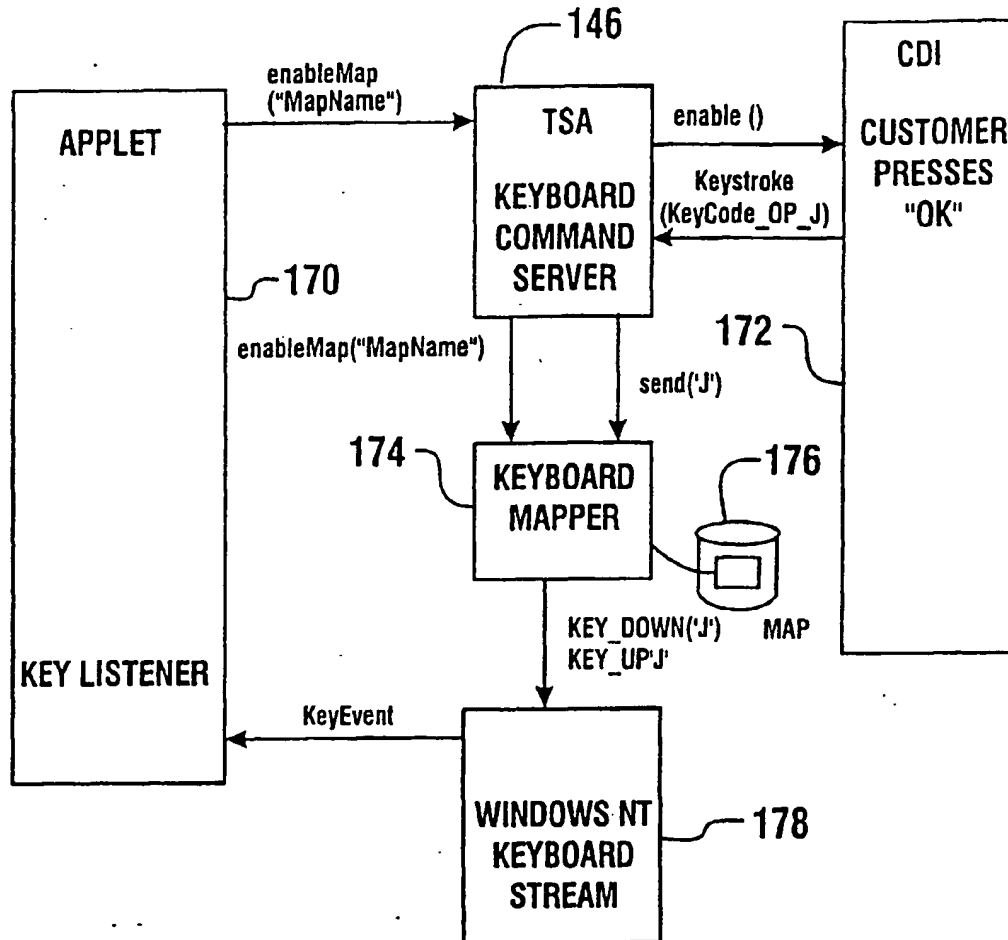 146
enableMap
("MapName")
APPLET
TSA
KEYBOARD
COMMAND
SERVER
enable ()
Keystroke
(KeyCode_OP_J)
CDI
CUSTOMER
PRESSES
"OK"
170
172
enableMap("MapName")
send('J')
174
KEYBOARD
MAPPER
176
MAP
KEY_DOWN('J')
KEY_UP'J'
KEY LISTENER
KeyEvent
WINDOWS NT
KEYBOARD
STREAM
178